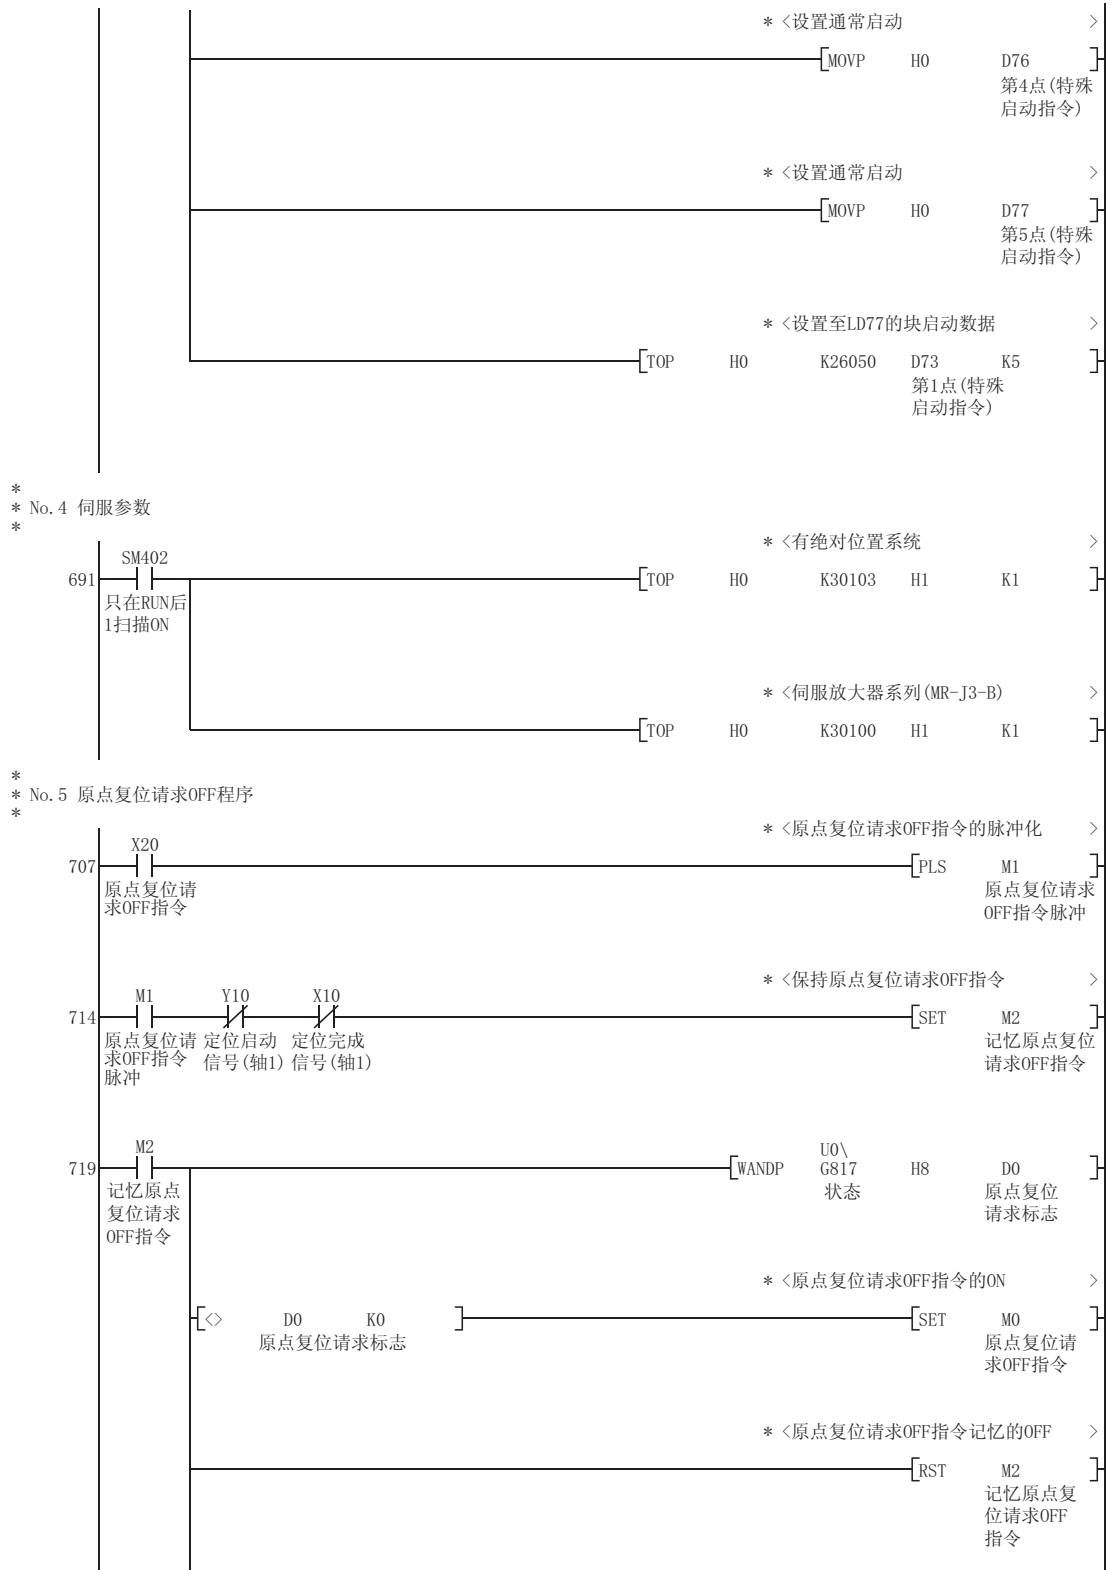 * <设置通常启动 >
MOVP H0 D76
第4点(特殊
启动指令)
* <设置通常启动 >
MOVP H0 D77
第5点(特殊
启动指令)
* <设置至LD77的块启动数据 >
TOP H0 K26050 D73 K5
第1点(特殊
启动指令)
*
* No.4 伺服参数
*
* <有绝对位置系统 >
SM402
691 TOP H0 K30103 H1 K1
只在RUN后
1扫描ON
* <伺服放大器系列(MR-J3-B) >
TOP H0 K30100 H1 K1
*
* No.5 原点复位请求OFF程序
*
* <原点复位请求OFF指令的脉冲化 >
X20
707 PLS M1
原点复位请 原点复位请求
求OFF指令 OFF指令脉冲
* <保持原点复位请求OFF指令 >
M1 Y10 X10
714 SET M2
原点复位请 定位启动 定位完成 记忆原点复位
求OFF指令 信号(轴1) 信号(轴1) 请求OFF指令
脉冲
M2 U0\
719 WANDP G817 H8 D0
记忆原点 状态 原点复位
复位请求 请求标志
OFF指令
* <原点复位请求OFF指令的ON >
<> D0 K0 SET M0
原点复位请求标志 原点复位请
求OFF指令
* <原点复位请求OFF指令记忆的OFF >
RST M2
记忆原点复
位请求OFF
指令